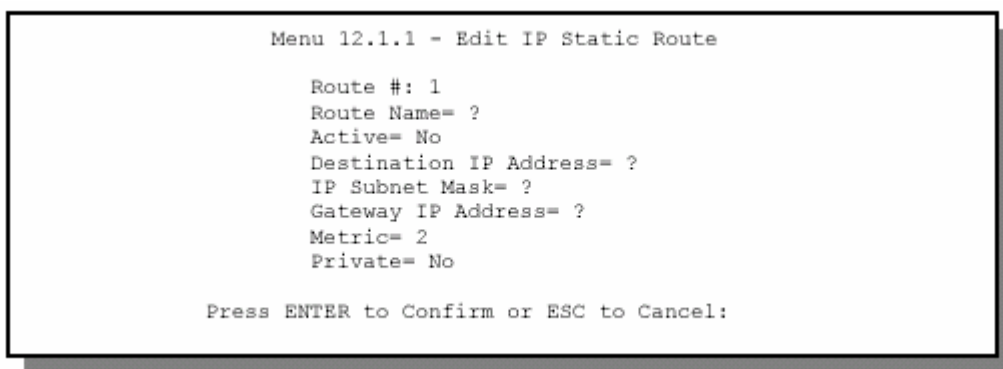 Menu 12.1.1 - Edit IP Static Route
Route #: 1
Route Name= ?
Active= No
Destination IP Address= ?
IP Subnet Mask= ?
Gateway IP Address= ?
Metric= 2
Private= No
Press ENTER to Confirm or ESC to Cancel: